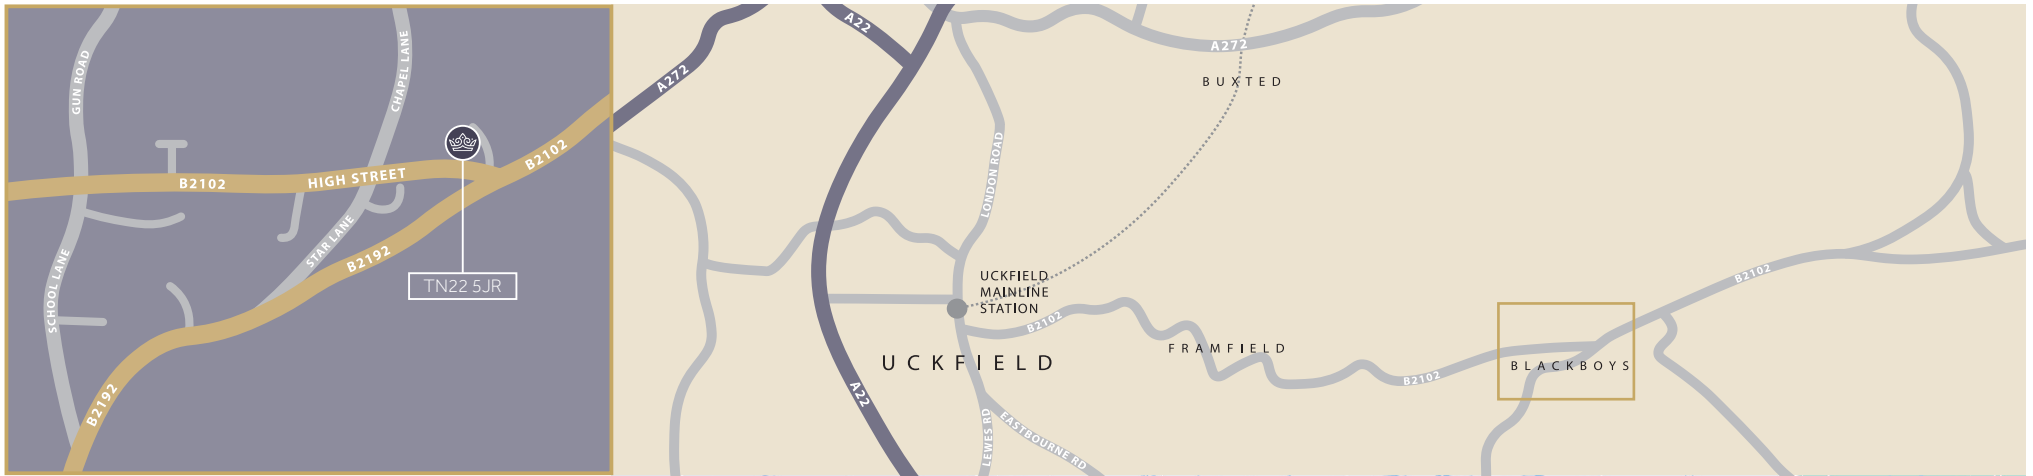 GUN ROAD
CHAPEL LANE
B2102
HIGH STREET
B2102
STAR LANE
B2192
TN22 5JR
SCHOOL LANE
B2192
A22
A272
A272
BUXTED
LONDON ROAD
UCKFIELD
MAINLINE
STATION
B2102
B2102
UCKFIELD
FRAMFIELD
B2102
BLACKBOYS
A22
LEWES RD
EASTBOURNE RD